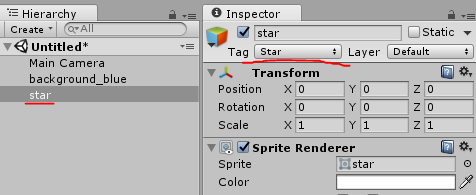 Hierarchy
Create
All
Untitled*
Main Camera
background_blue
star
Inspector
star
Static
Tag Star Layer Default
Transform
Position X 0 Y 0 Z 0
Rotation X 0 Y 0 Z 0
Scale X 1 Y 1 Z 1
Sprite Renderer
Sprite star
Color